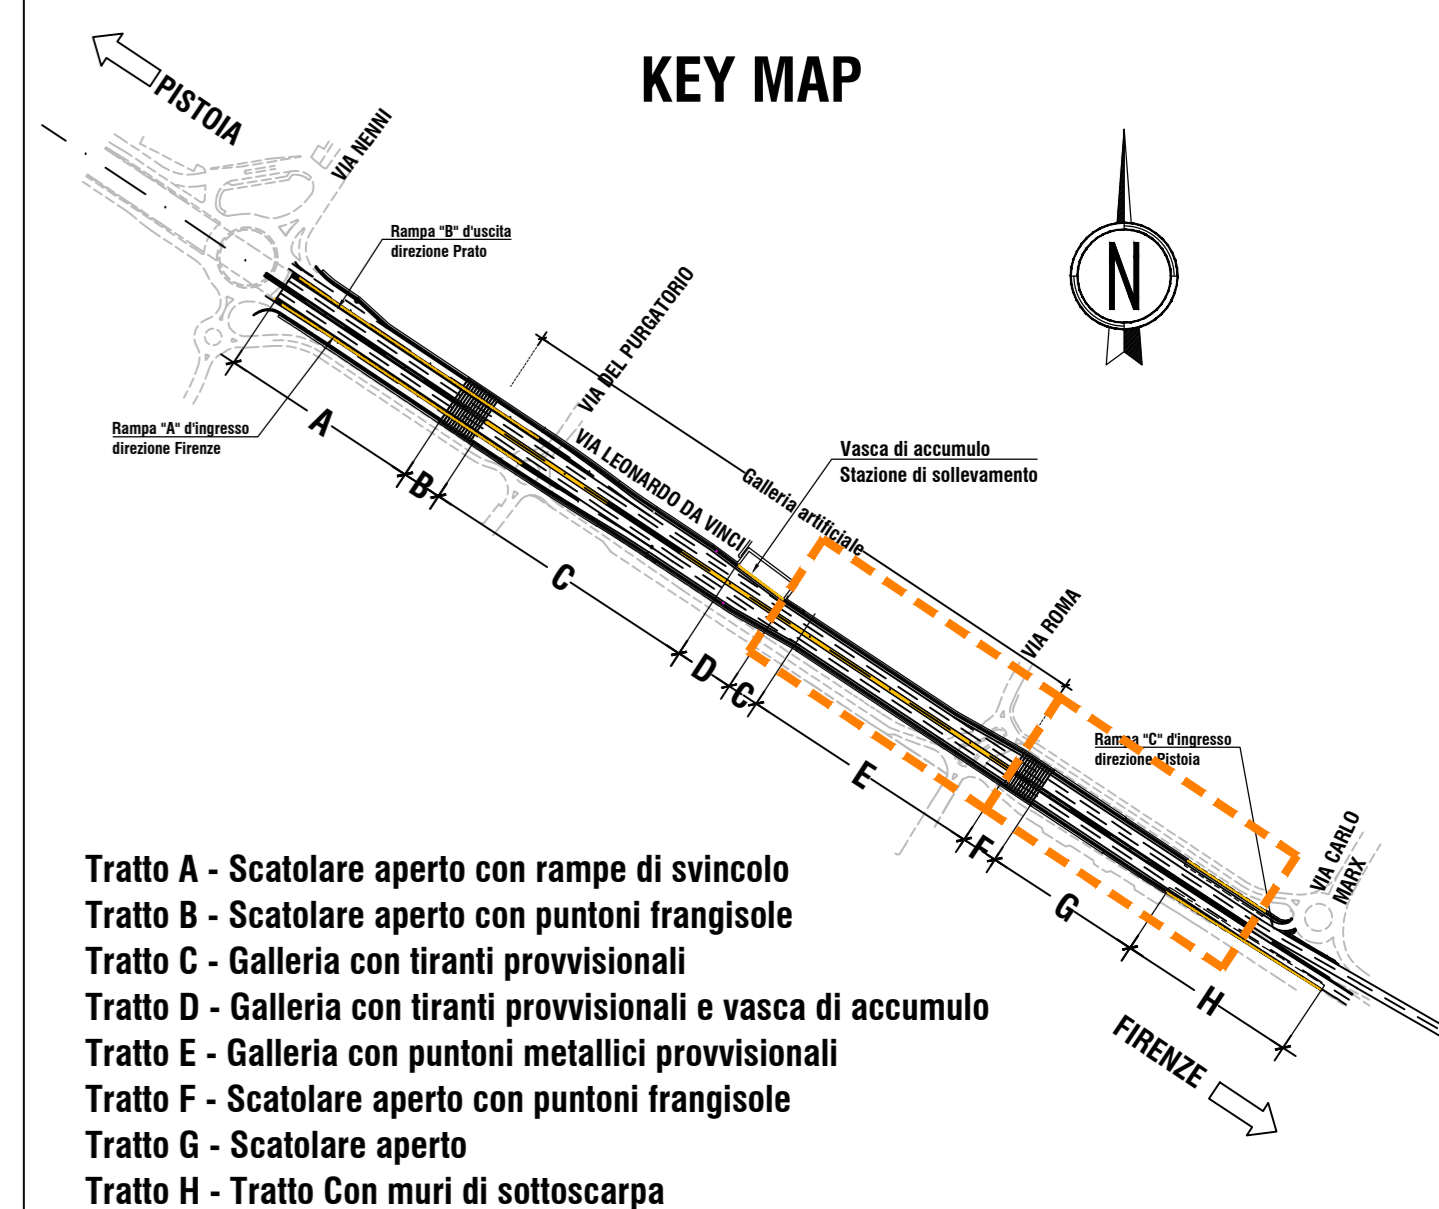 KEY MAP
PISTOIA
VIA NENNI
N
Rampa "B" d'uscita
direzione Prato
VIA DEL PURGATORIO
Rampa "A" d'ingresso
direzione Firenze
A
B
VIA LEONARDO DA VINCI
Galleria artificiale
Vasca di accumulo
Stazione di sollevamento
C
D
C
VIA ROMA
E
F
Rampa "C" d'ingresso
direzione Pistoia
VIA CARLO
MARX
G
H
FIRENZE
Tratto A - Scatolare aperto con rampe di svincolo
Tratto B - Scatolare aperto con puntoni frangisole
Tratto C - Galleria con tiranti provvisionali
Tratto D - Galleria con tiranti provvisionali e vasca di accumulo
Tratto E - Galleria con puntoni metallici provvisionali
Tratto F - Scatolare aperto con puntoni frangisole
Tratto G - Scatolare aperto
Tratto H - Tratto Con muri di sottoscarpa